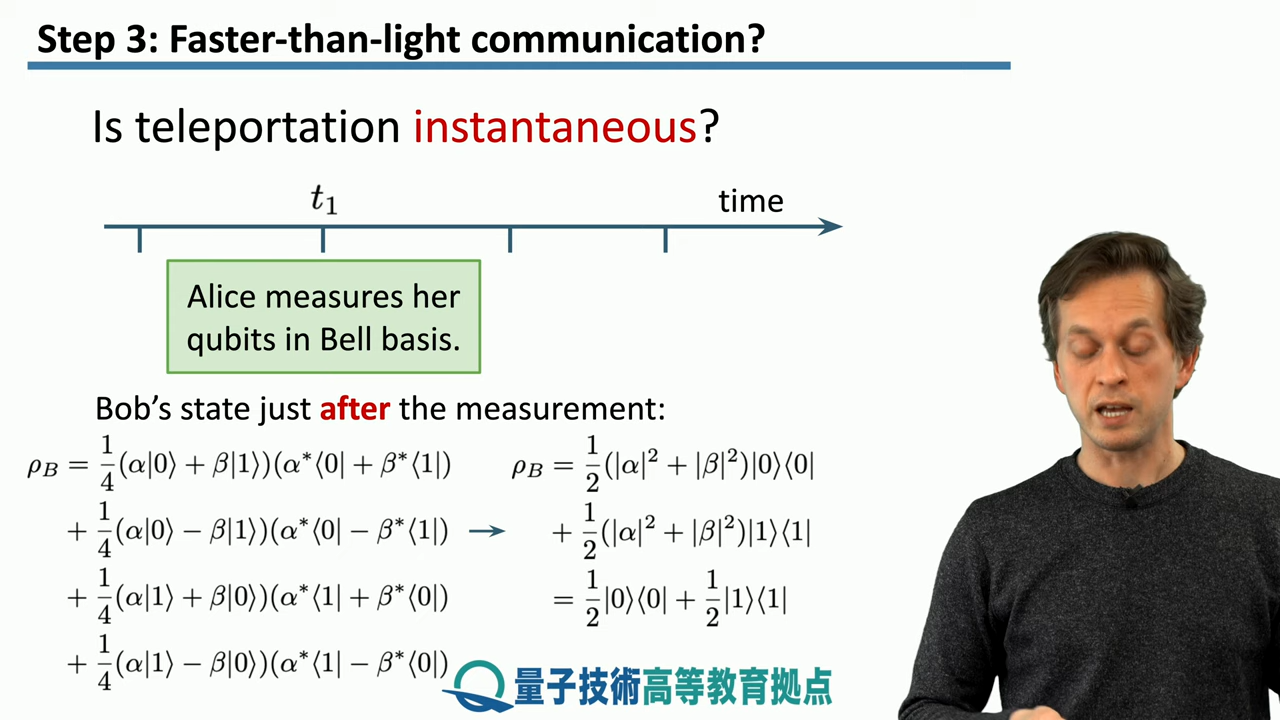 Step 3: Faster-than-light communication?
Is teleportation instantaneous?
t₁
time
Alice measures her
qubits in Bell basis.
Bob’s state just after the measurement:
ρ_B = 1/4(α|0⟩ + β|1⟩)(α*⟨0| + β*⟨1|)
+ 1/4(α|0⟩ − β|1⟩)(α*⟨0| − β*⟨1|)
+ 1/4(α|1⟩ + β|0⟩)(α*⟨1| + β*⟨0|)
+ 1/4(α|1⟩ − β|0⟩)(α*⟨1| − β*⟨0|)
→
ρ_B = 1/2(|α|² + |β|²)|0⟩⟨0|
+ 1/2(|α|² + |β|²)|1⟩⟨1|
= 1/2|0⟩⟨0| + 1/2|1⟩⟨1|
量子技術高等教育拠点